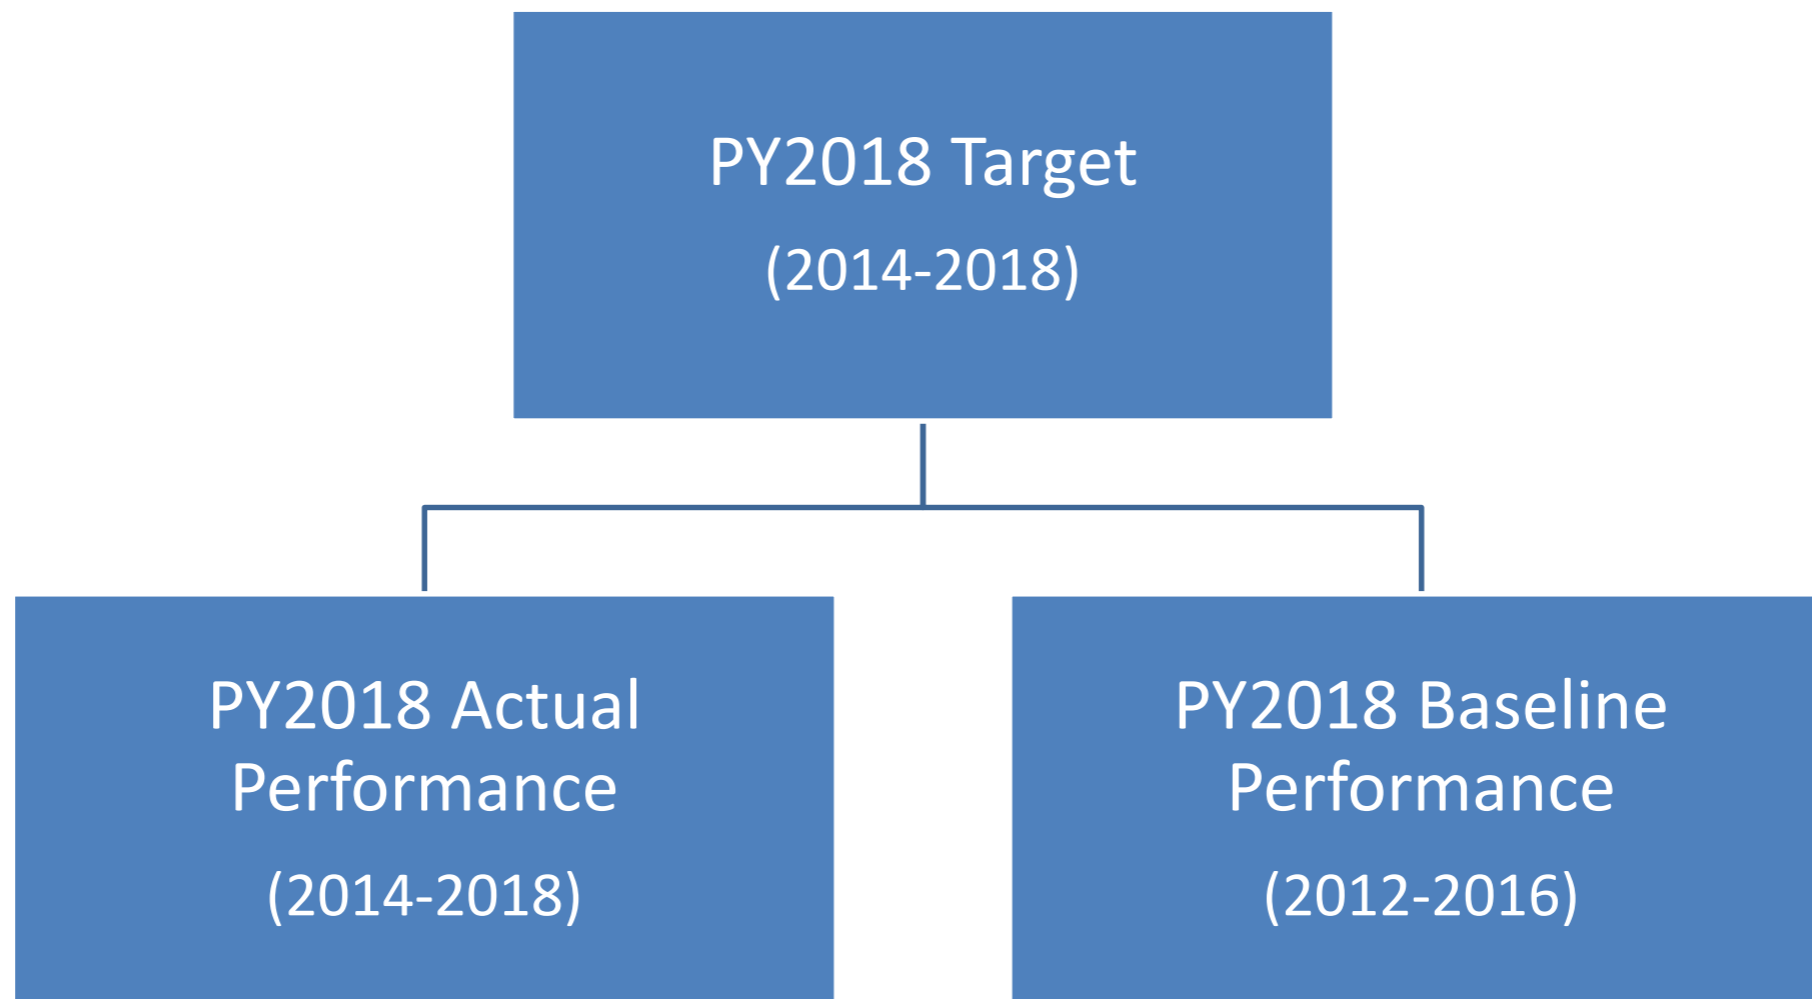 PY2018 Target
(2014-2018)
PY2018 Actual
Performance
(2014-2018)
PY2018 Baseline
Performance
(2012-2016)